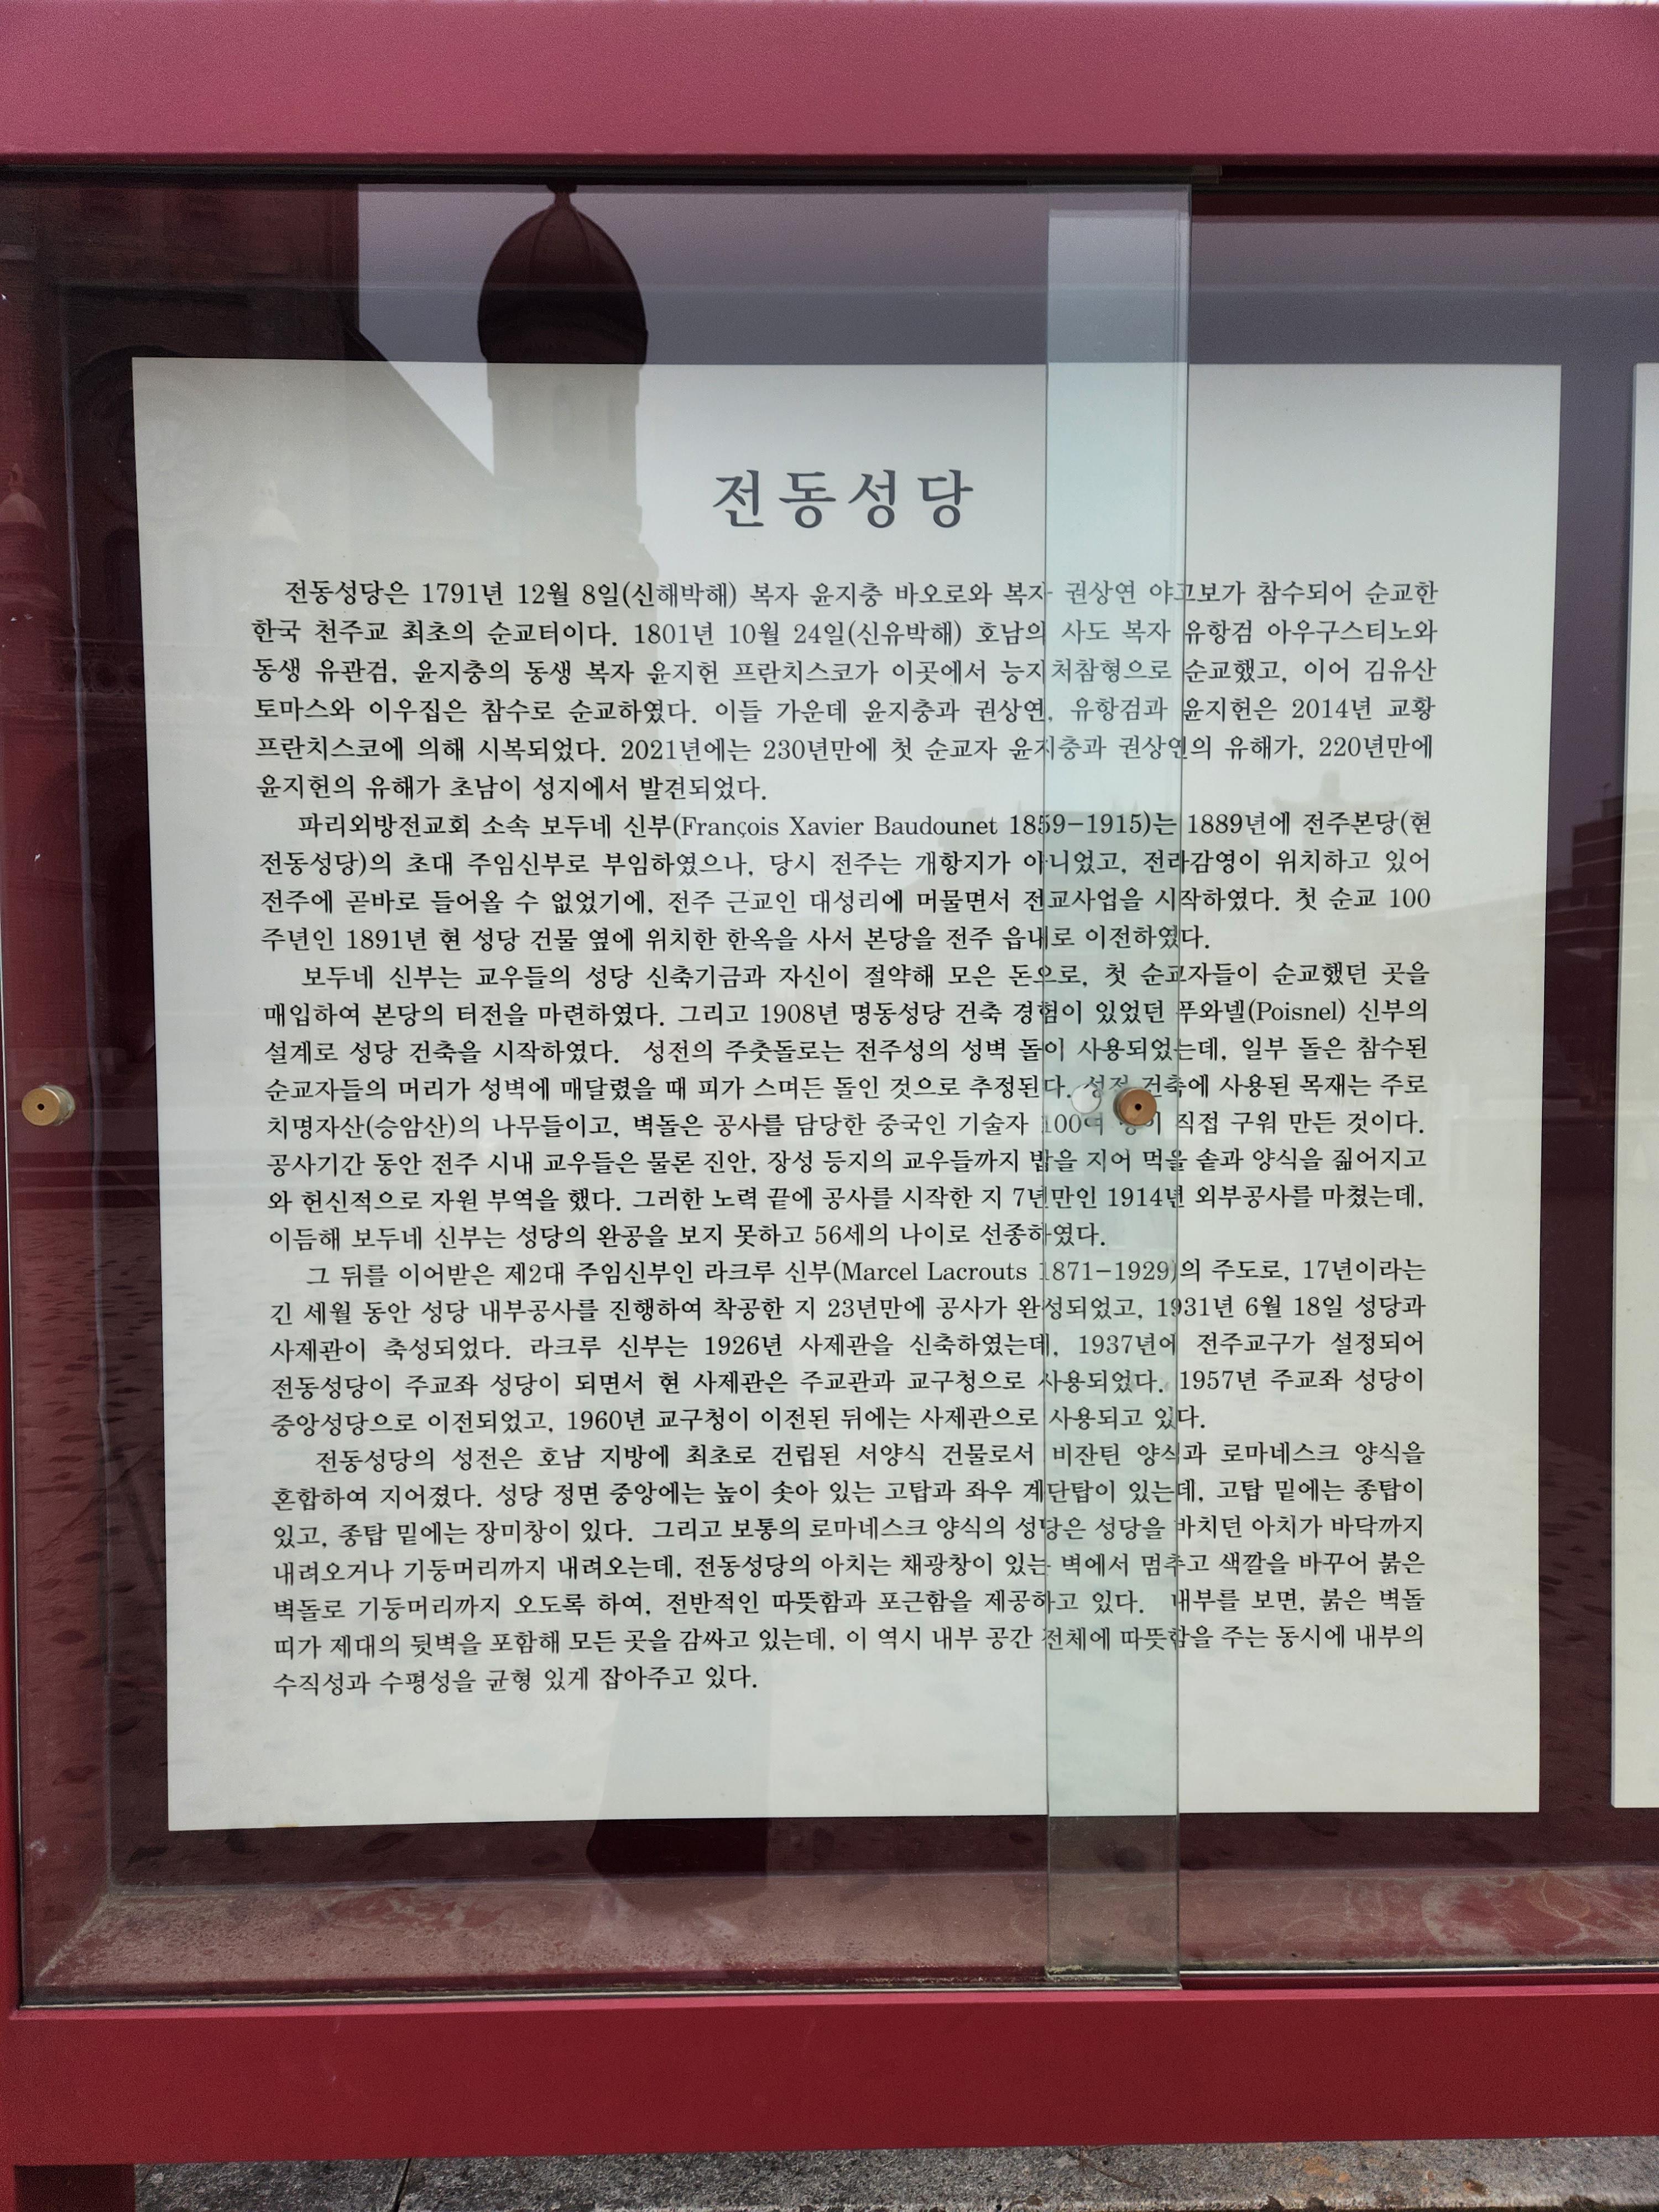 전동성당
전동성당은 1791년 12월 8일(신해박해) 복자 윤지충 바오로와 복자 권상연 야고보가 참수되어 순교한
한국 천주교 최초의 순교터이다. 1801년 10월 24일(신유박해) 호남의 사도 복자 유항검 아우구스티노와
동생 유관검, 윤지충의 동생 복자 윤지헌 프란치스코가 이곳에서 능지처참형으로 순교했고, 이어 김유산
토마스와 이우집은 참수로 순교하였다. 이들 가운데 윤지충과 권상연, 유항검과 윤지헌은 2014년 교황
프란치스코에 의해 시복되었다. 2021년에는 230년만에 첫 순교자 윤지충과 권상연의 유해가, 220년만에
윤지헌의 유해가 초남이 성지에서 발견되었다.
파리외방전교회 소속 보두네 신부(François Xavier Baudounet 1859-1915)는 1889년에 전주본당(현
전동성당)의 초대 주임신부로 부임하였으나, 당시 전주는 개항지가 아니었고, 전라감영이 위치하고 있어
전주에 곧바로 들어올 수 없었기에, 전주 근교인 대성리에 머물면서 전교사업을 시작하였다. 첫 순교 100
주년인 1891년 현 성당 건물 옆에 위치한 한옥을 사서 본당을 전주 읍내로 이전하였다.
보두네 신부는 교우들의 성당 신축기금과 자신이 절약해 모은 돈으로, 첫 순교자들이 순교했던 곳을
매입하여 본당의 터전을 마련하였다. 그리고 1908년 명동성당 건축 경험이 있었던 푸와넬(Poisnel) 신부의
설계로 성당 건축을 시작하였다. 성전의 주춧돌로는 전주성의 성벽 돌이 사용되었는데, 일부 돌은 참수된
순교자들의 머리가 성벽에 매달렸을 때 피가 스며든 돌인 것으로 추정된다. 성전 건축에 사용된 목재는 주로
치명자산(승암산)의 나무들이고, 벽돌은 공사를 담당한 중국인 기술자 100여 명이 직접 구워 만든 것이다.
공사기간 동안 전주 시내 교우들은 물론 진안, 장성 등지의 교우들까지 밥을 지어 먹을 솥과 양식을 짊어지고
와 헌신적으로 자원 부역을 했다. 그러한 노력 끝에 공사를 시작한 지 7년만인 1914년 외부공사를 마쳤는데,
이듬해 보두네 신부는 성당의 완공을 보지 못하고 56세의 나이로 선종하였다.
그 뒤를 이어받은 제2대 주임신부인 라크루 신부(Marcel Lacrouts 1871-1929)의 주도로, 17년이라는
긴 세월 동안 성당 내부공사를 진행하여 착공한 지 23년만에 공사가 완성되었고, 1931년 6월 18일 성당과
사제관이 축성되었다. 라크루 신부는 1926년 사제관을 신축하였는데, 1937년에 전주교구가 설정되어
전동성당이 주교좌 성당이 되면서 현 사제관은 주교관과 교구청으로 사용되었다. 1957년 주교좌 성당이
중앙성당으로 이전되었고, 1960년 교구청이 이전된 뒤에는 사제관으로 사용되고 있다.
전동성당의 성전은 호남 지방에 최초로 건립된 서양식 건물로서 비잔틴 양식과 로마네스크 양식을
혼합하여 지어졌다. 성당 정면 중앙에는 높이 솟아 있는 고탑과 좌우 계단탑이 있는데, 고탑 밑에는 종탑이
있고, 종탑 밑에는 장미창이 있다. 그리고 보통의 로마네스크 양식의 성당은 성당을 바치던 아치가 바닥까지
내려오거나 기둥머리까지 내려오는데, 전동성당의 아치는 채광창이 있는 벽에서 멈추고 색깔을 바꾸어 붉은
벽돌로 기둥머리까지 오도록 하여, 전반적인 따뜻함과 포근함을 제공하고 있다. 내부를 보면, 붉은 벽돌
띠가 제대의 뒷벽을 포함해 모든 곳을 감싸고 있는데, 이 역시 내부 공간 전체에 따뜻함을 주는 동시에 내부의
수직성과 수평성을 균형 있게 잡아주고 있다.